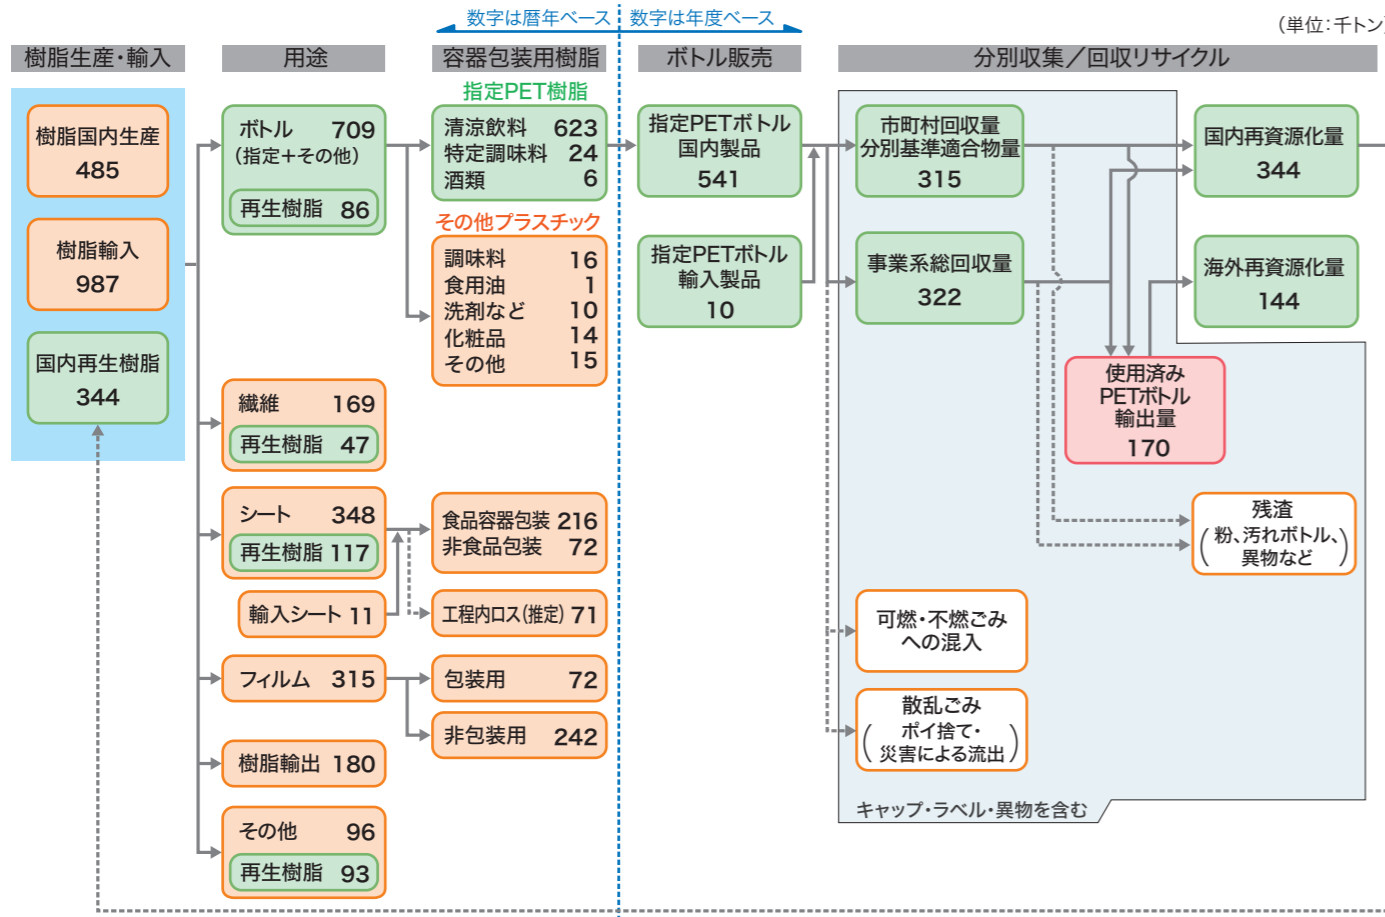 数字は暦年ベース 数字は年度ベース
(単位:千トン)
樹脂生産・輸入
用途
容器包装用樹脂
ボトル販売
分別収集/回収リサイクル
樹脂国内生産
485
樹脂輸入
987
国内再生樹脂
344
ボトル 709
(指定+その他)
再生樹脂 86
繊維 169
再生樹脂 47
シート 348
再生樹脂 117
輸入シート 11
フィルム 315
樹脂輸出 180
その他 96
再生樹脂 93
指定PET樹脂
清涼飲料 623
特定調味料 24
酒類 6
その他プラスチック
調味料 16
食用油 1
洗剤など 10
化粧品 14
その他 15
食品容器包装 216
非食品包装 72
工程内ロス(推定) 71
包装用 72
非包装用 242
指定PETボトル
国内製品
541
指定PETボトル
輸入製品
10
市町村回収量
分別基準適合物量
315
事業系総回収量
322
可燃・不燃ごみ
への混入
散乱ごみ
(ポイ捨て・
災害による流出)
キャップ・ラベル・異物を含む
国内再資源化量
344
海外再資源化量
144
使用済み
PETボトル
輸出量
170
残渣
(粉、汚れボトル、
異物など)